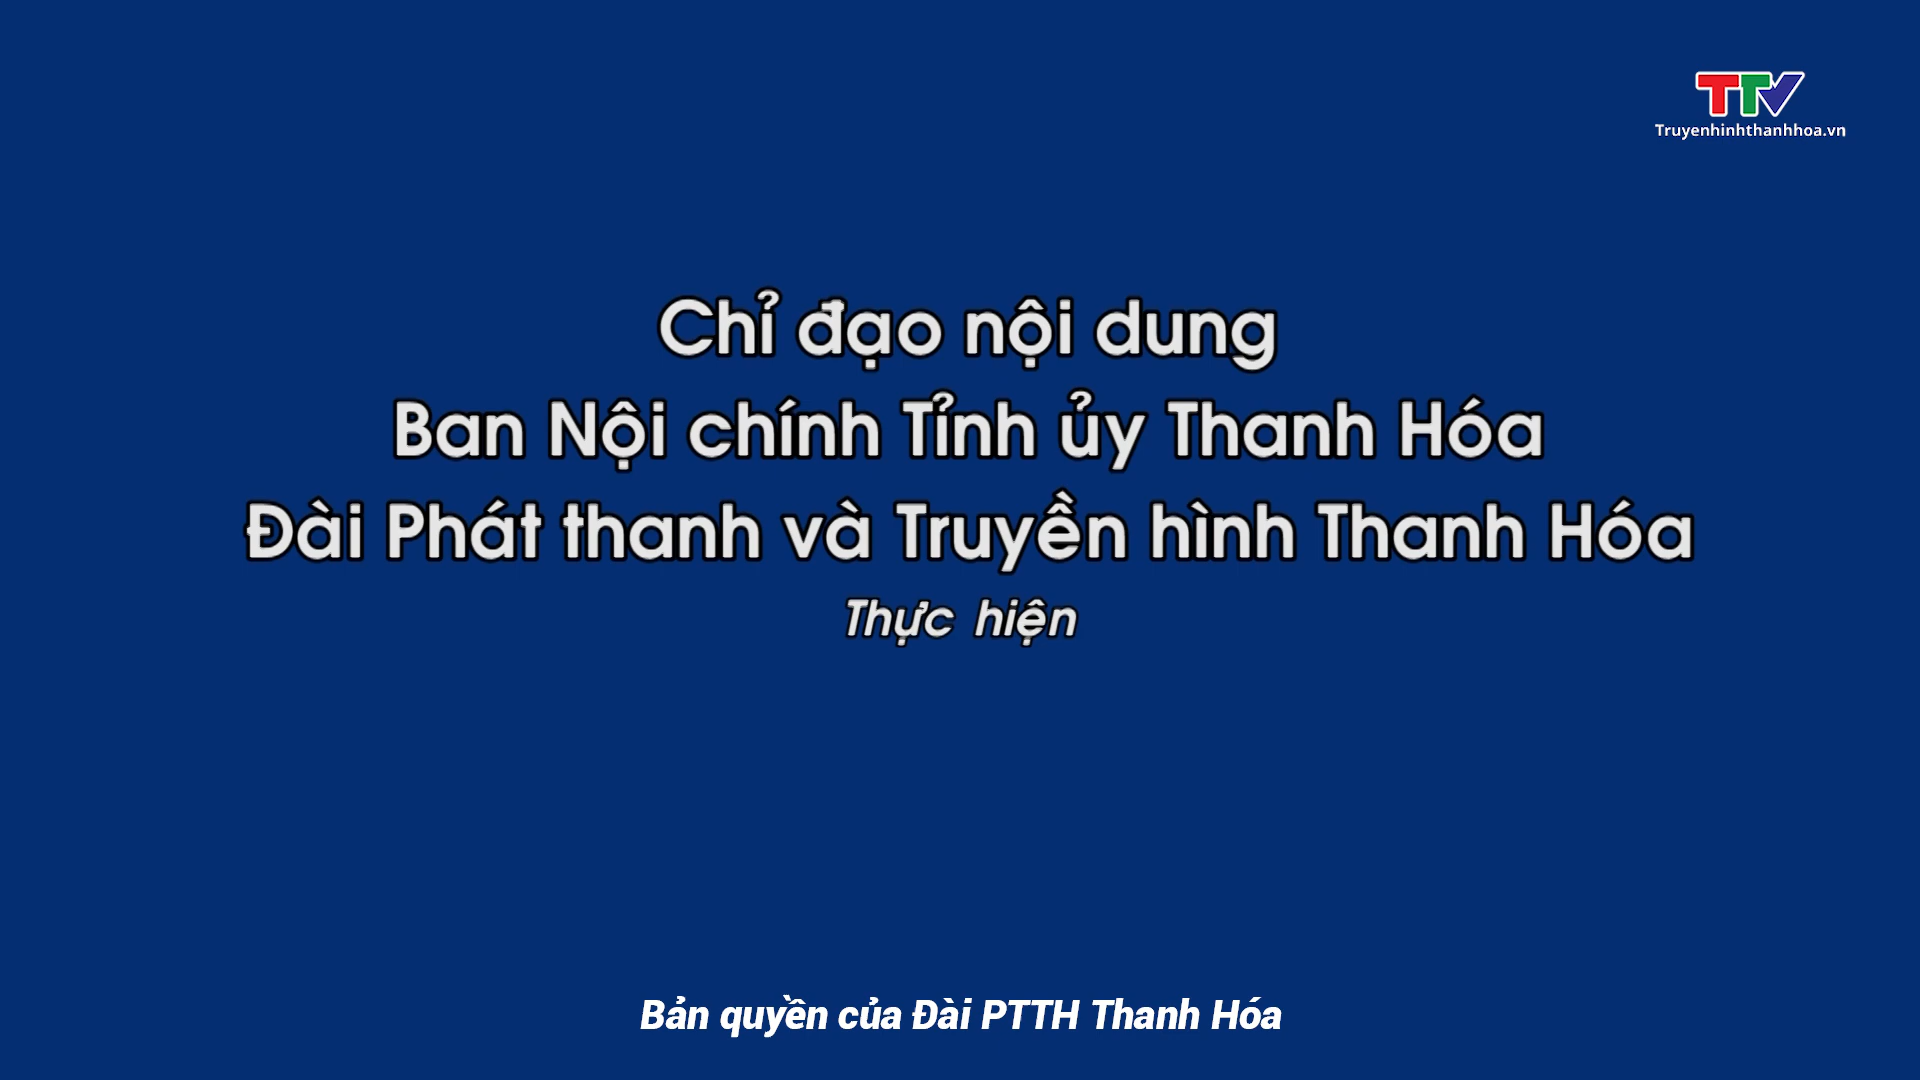 TTV
Truyenhinhthanhhoa.vn
Chỉ đạo nội dung
Ban Nội chính Tỉnh ủy Thanh Hóa
Đài Phát thanh và Truyền hình Thanh Hóa
Thực hiện
Bản quyền của Đài PTTH Thanh Hóa